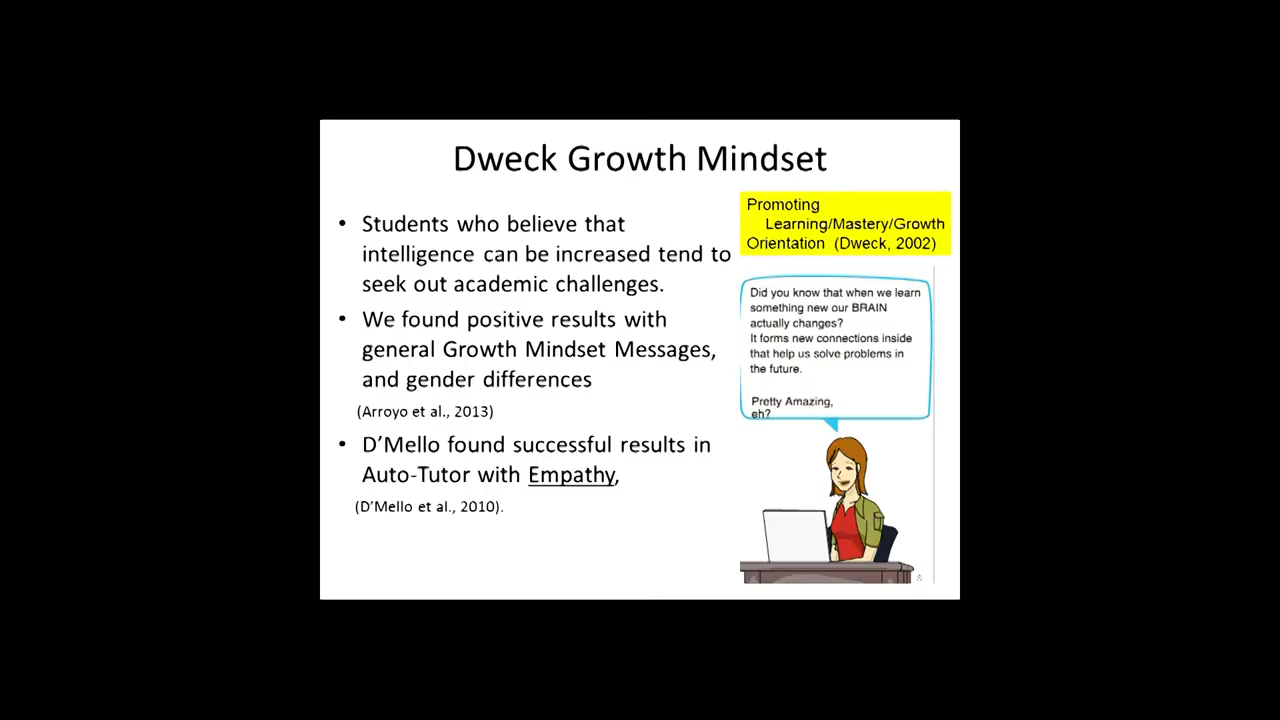 Dweck Growth Mindset
• Students who believe that
intelligence can be increased tend to
seek out academic challenges.
• We found positive results with
general Growth Mindset Messages,
and gender differences
(Arroyo et al., 2013)
• D’Mello found successful results in
Auto-Tutor with Empathy,
(D’Mello et al., 2010).
Promoting
Learning/Mastery/Growth
Orientation (Dweck, 2002)
Did you know that when we learn
something new our BRAIN
actually changes?
It forms new connections inside
that help us solve problems in
the future.
Pretty Amazing,
eh?
8